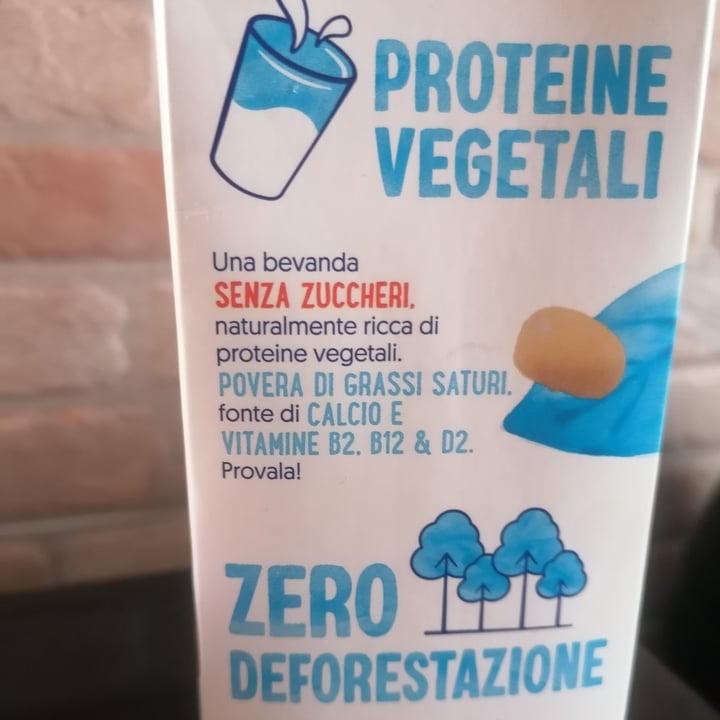 PROTEINE
VEGETALI
Una bevanda
SENZA ZUCCHERI,
naturalmente ricca di
proteine vegetali.
POVERA DI GRASSI SATURI,
fonte di CALCIO E
VITAMINE B2, B12 & D2.
Provala!
ZERO
DEFORESTAZIONE